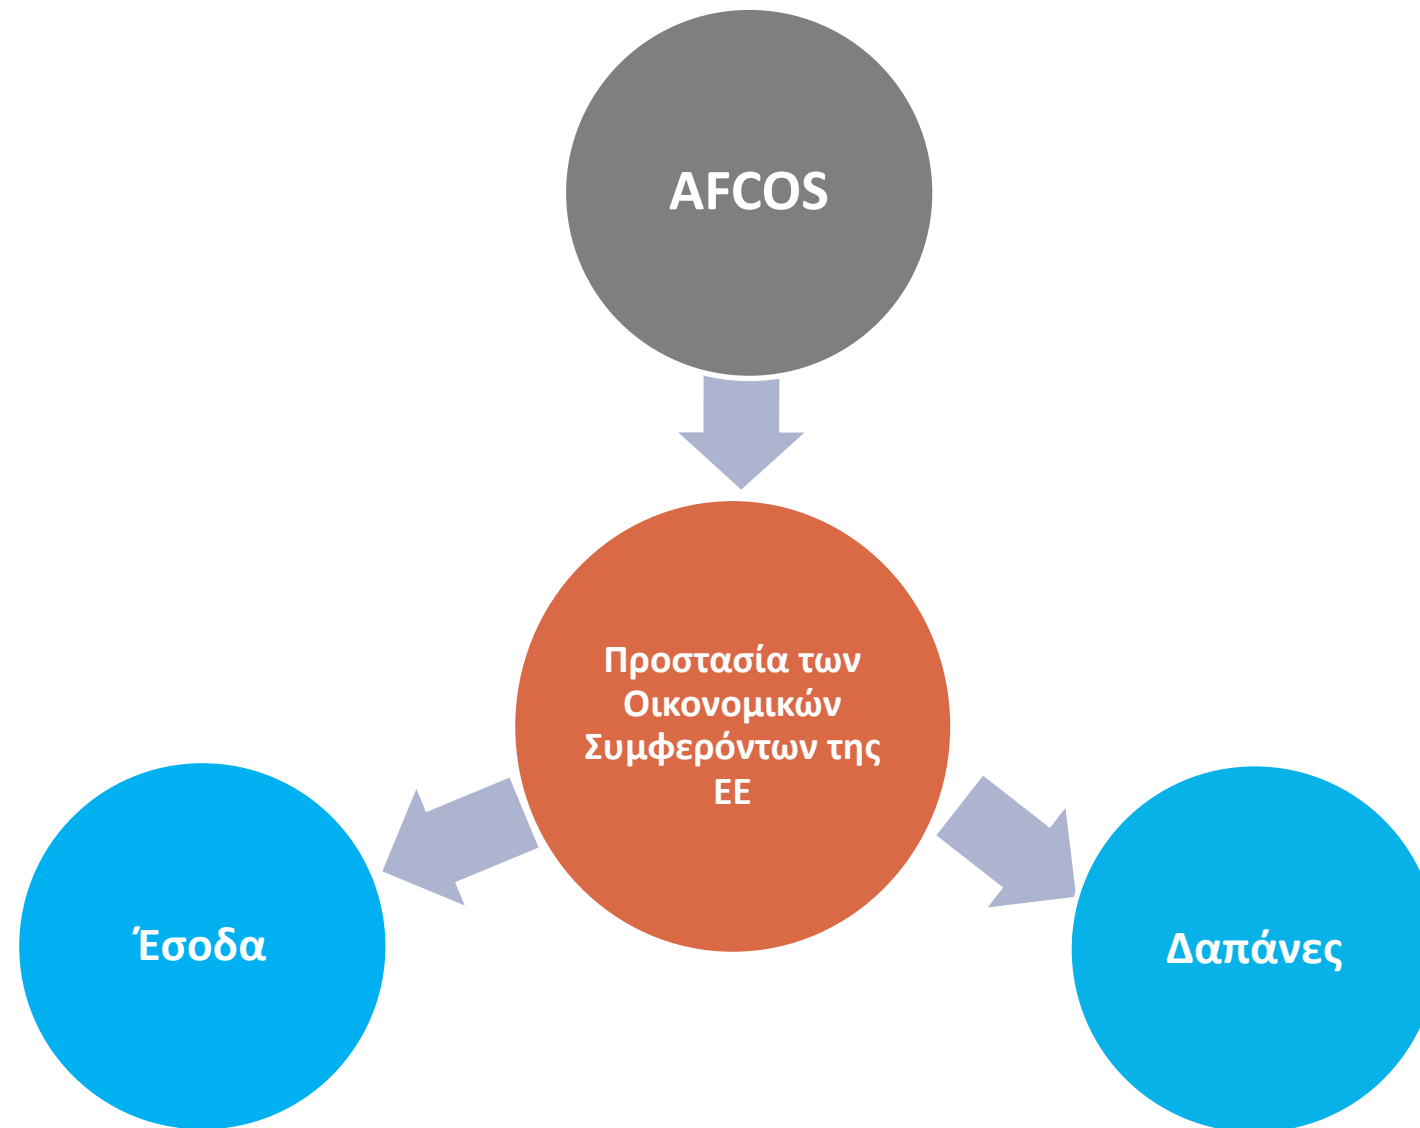 AFCOS
Προστασία των
Οικονομικών
Συμφερόντων της
ΕΕ
Έσοδα
Δαπάνες